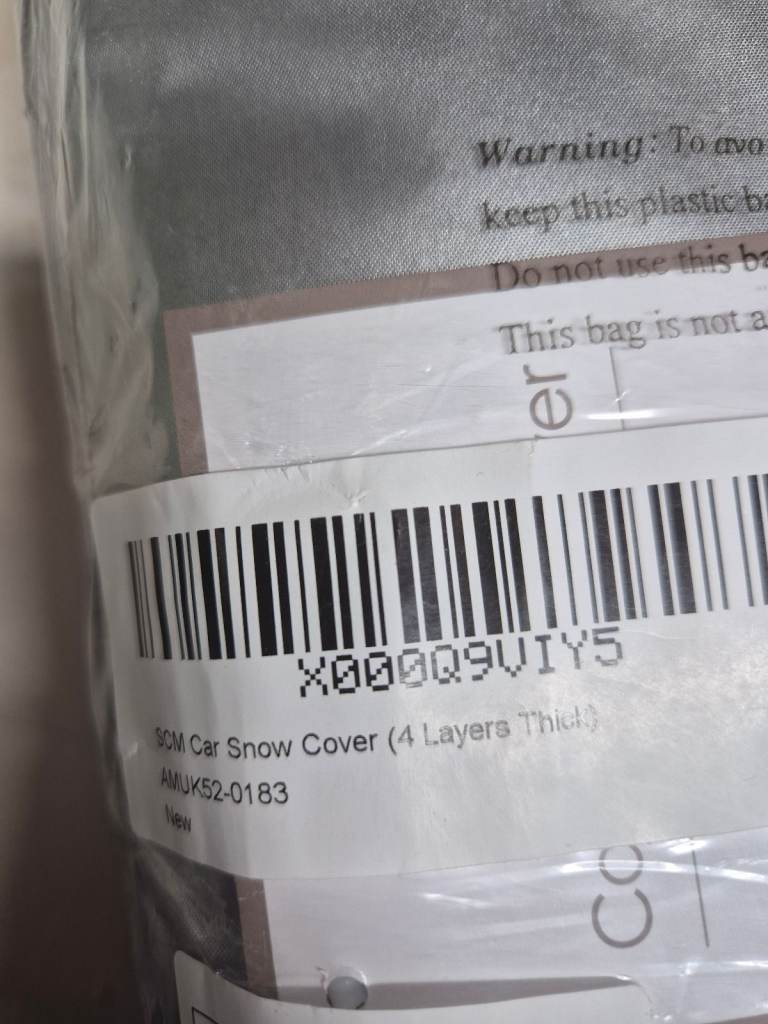 Warning: To avo
keep this plastic ba
Do not use this ba
This bag is not a
er
X000Q9VIY5
SCM Car Snow Cover (4 Layers Thick)
AMUK52-0183
New
Co